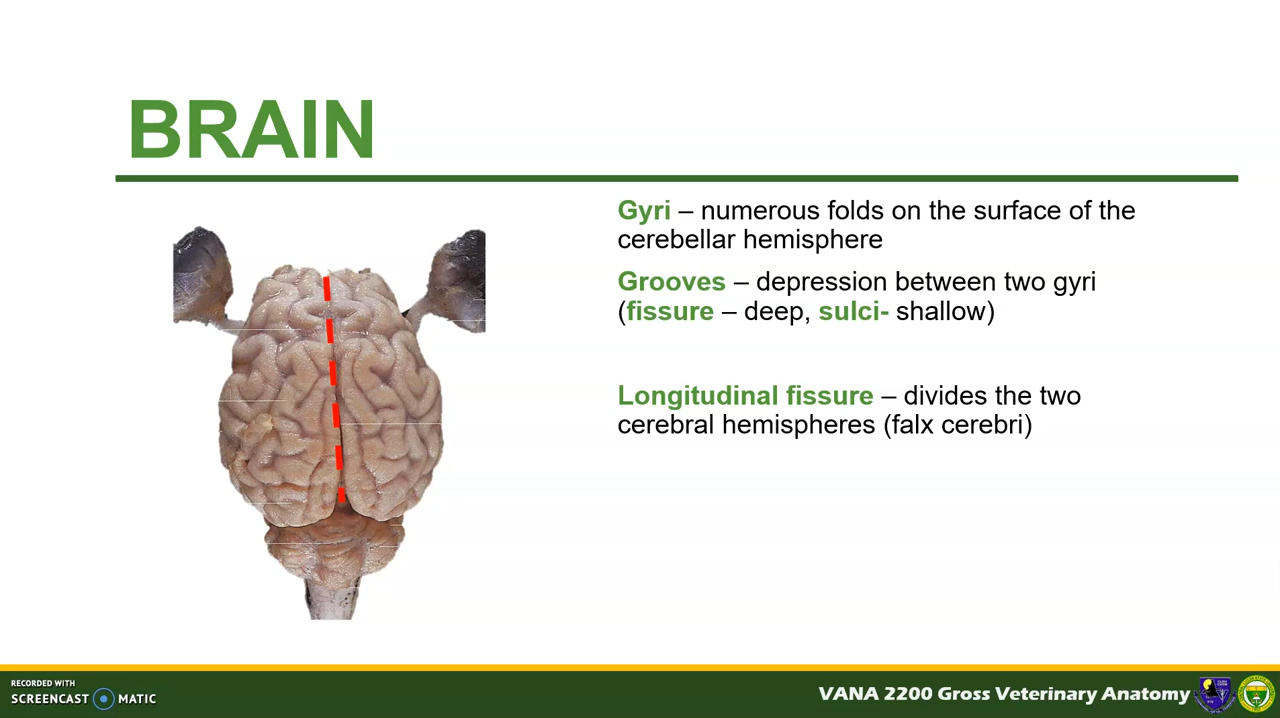 BRAIN
Gyri – numerous folds on the surface of the
cerebellar hemisphere
Grooves – depression between two gyri
(fissure – deep, sulci- shallow)
Longitudinal fissure – divides the two
cerebral hemispheres (falx cerebri)
RECORDED WITH
SCREENCAST MATIC
VANA 2200 Gross Veterinary Anatomy